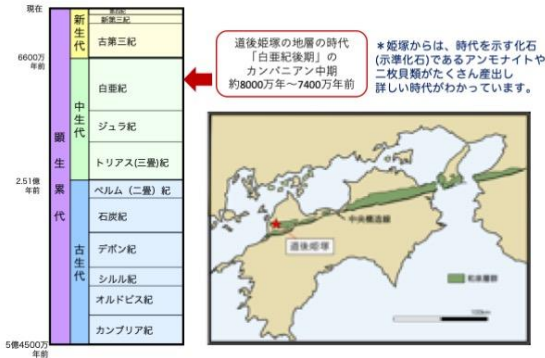 現在
新生代
第四紀
新第三紀
古第三紀
6600万
年前
顕生累代
中生代
白亜紀
ジュラ紀
トリアス(三畳)紀
2.51億
年前
古生代
ペルム（二畳）紀
石炭紀
デボン紀
シルル紀
オルドビス紀
カンブリア紀
5億4500万
年前
道後姫塚の地層の時代
「白亜紀後期」の
カンパニアン中期
約8000万年〜7400万年前
＊姫塚からは、時代を示す化石
(示準化石)であるアンモナイトや
二枚貝類がたくさん産出し
詳しい時代がわかっています。
中央構造線
道後姫塚
和泉層群
100km